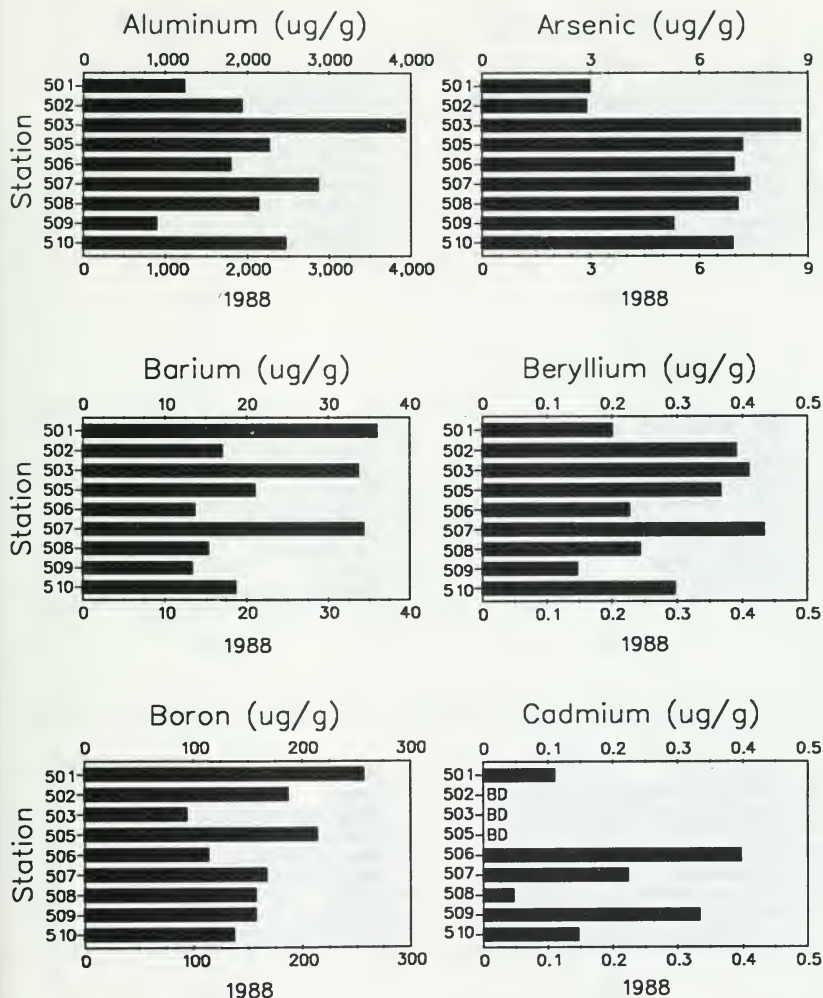 Aluminum (ug/g)
0 1,000 2,000 3,000 4,000
Station
501
502
503
505
506
507
508
509
510
0 1,000 2,000 3,000 4,000
1988
Arsenic (ug/g)
0 3 6 9
501
502
503
505
506
507
508
509
510
0 3 6 9
1988
Barium (ug/g)
0 10 20 30 40
Station
501
502
503
505
506
507
508
509
510
0 10 20 30 40
1988
Beryllium (ug/g)
0 0.1 0.2 0.3 0.4 0.5
501
502
503
505
506
507
508
509
510
0 0.1 0.2 0.3 0.4 0.5
1988
Boron (ug/g)
0 100 200 300
Station
501
502
503
505
506
507
508
509
510
0 100 200 300
1988
Cadmium (ug/g)
0 0.1 0.2 0.3 0.4 0.5
501
502 BD
503 BD
505 BD
506
507
508
509
510
0 0.1 0.2 0.3 0.4 0.5
1988